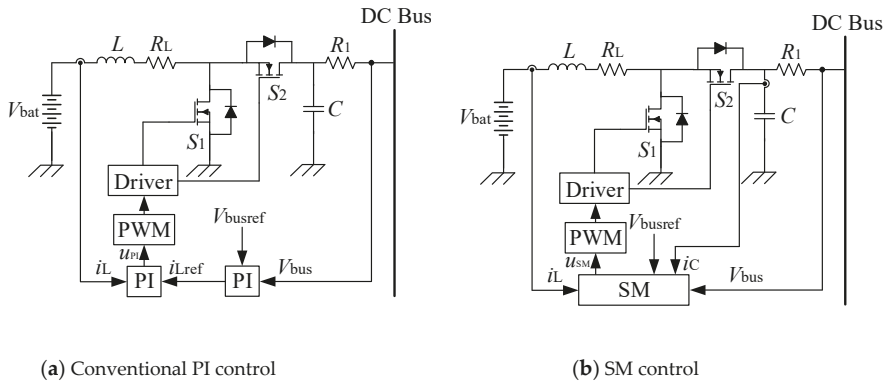 DC Bus
L
RL
R1
S2
Vbat
S1
C
Driver
PWM
Vbusref
uPI
iL
PI
iLref
PI
Vbus
(a) Conventional PI control
DC Bus
L
RL
R1
S2
Vbat
S1
C
Driver
PWM
Vbusref
uSM
iL
iC
SM
Vbus
(b) SM control